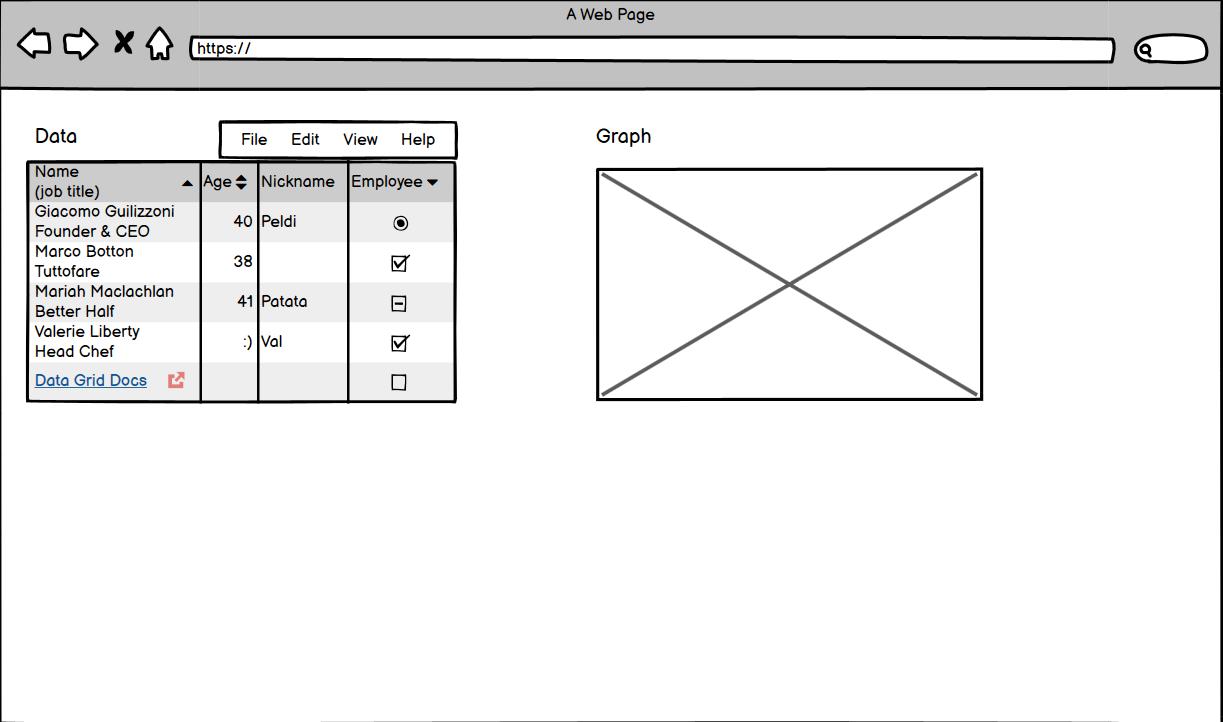 A Web Page
https://
Data
File Edit View Help
Graph
Name
(job title)
Age
Nickname
Employee
Giacomo Guilizzoni
Founder & CEO
40
Peldi
Marco Botton
Tuttofare
38
Mariah Maclachlan
Better Half
41
Patata
Valerie Liberty
Head Chef
:)
Val
Data Grid Docs